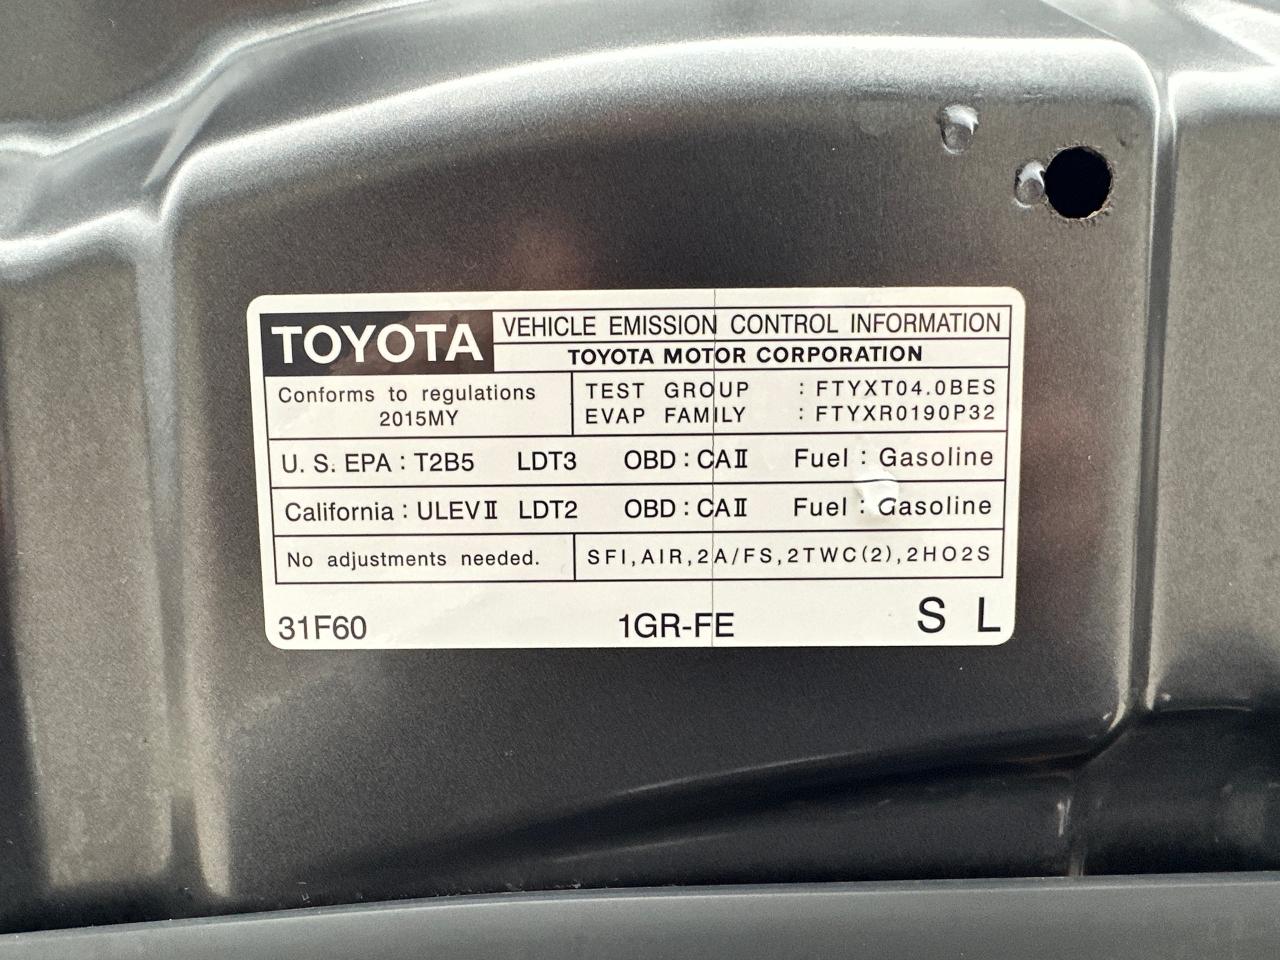 TOYOTA VEHICLE EMISSION CONTROL INFORMATION
TOYOTA MOTOR CORPORATION
Conforms to regulations
2015MY
TEST GROUP : FTYXT04.0BES
EVAP FAMILY : FTYXR0190P32
U. S. EPA : T2B5 LDT3 OBD : CAⅡ Fuel : Gasoline
California : ULEVⅡ LDT2 OBD : CAⅡ Fuel : Gasoline
No adjustments needed. SFI,AIR,2A/FS,2TWC(2),2HO2S
31F60 1GR-FE S L